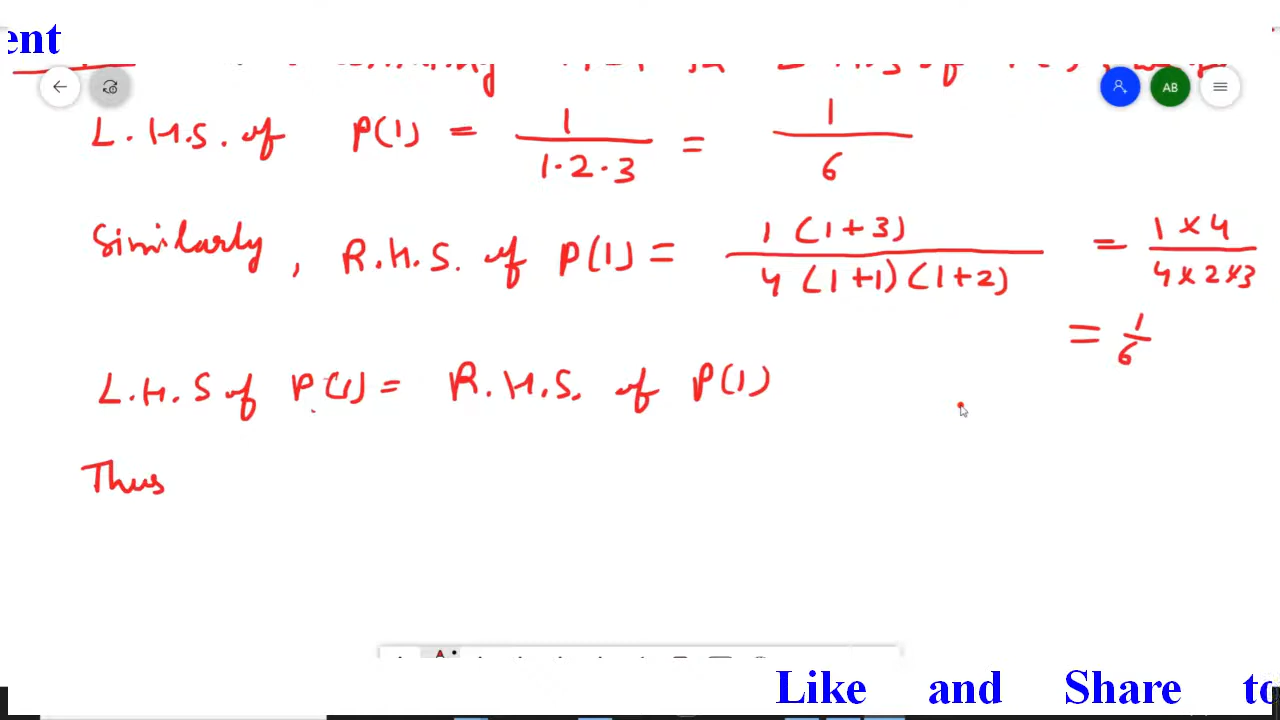 ent
L.H.S. of P(1) = 1 / 1·2·3 = 1 / 6
Similarly, R.H.S. of P(1) = 1(1+3) / 4(1+1)(1+2) = 1×4 / 4×2×3
= 1/6
L.H.S of P(1) = R.H.S. of P(1)
Thus
AB
Like and Share to